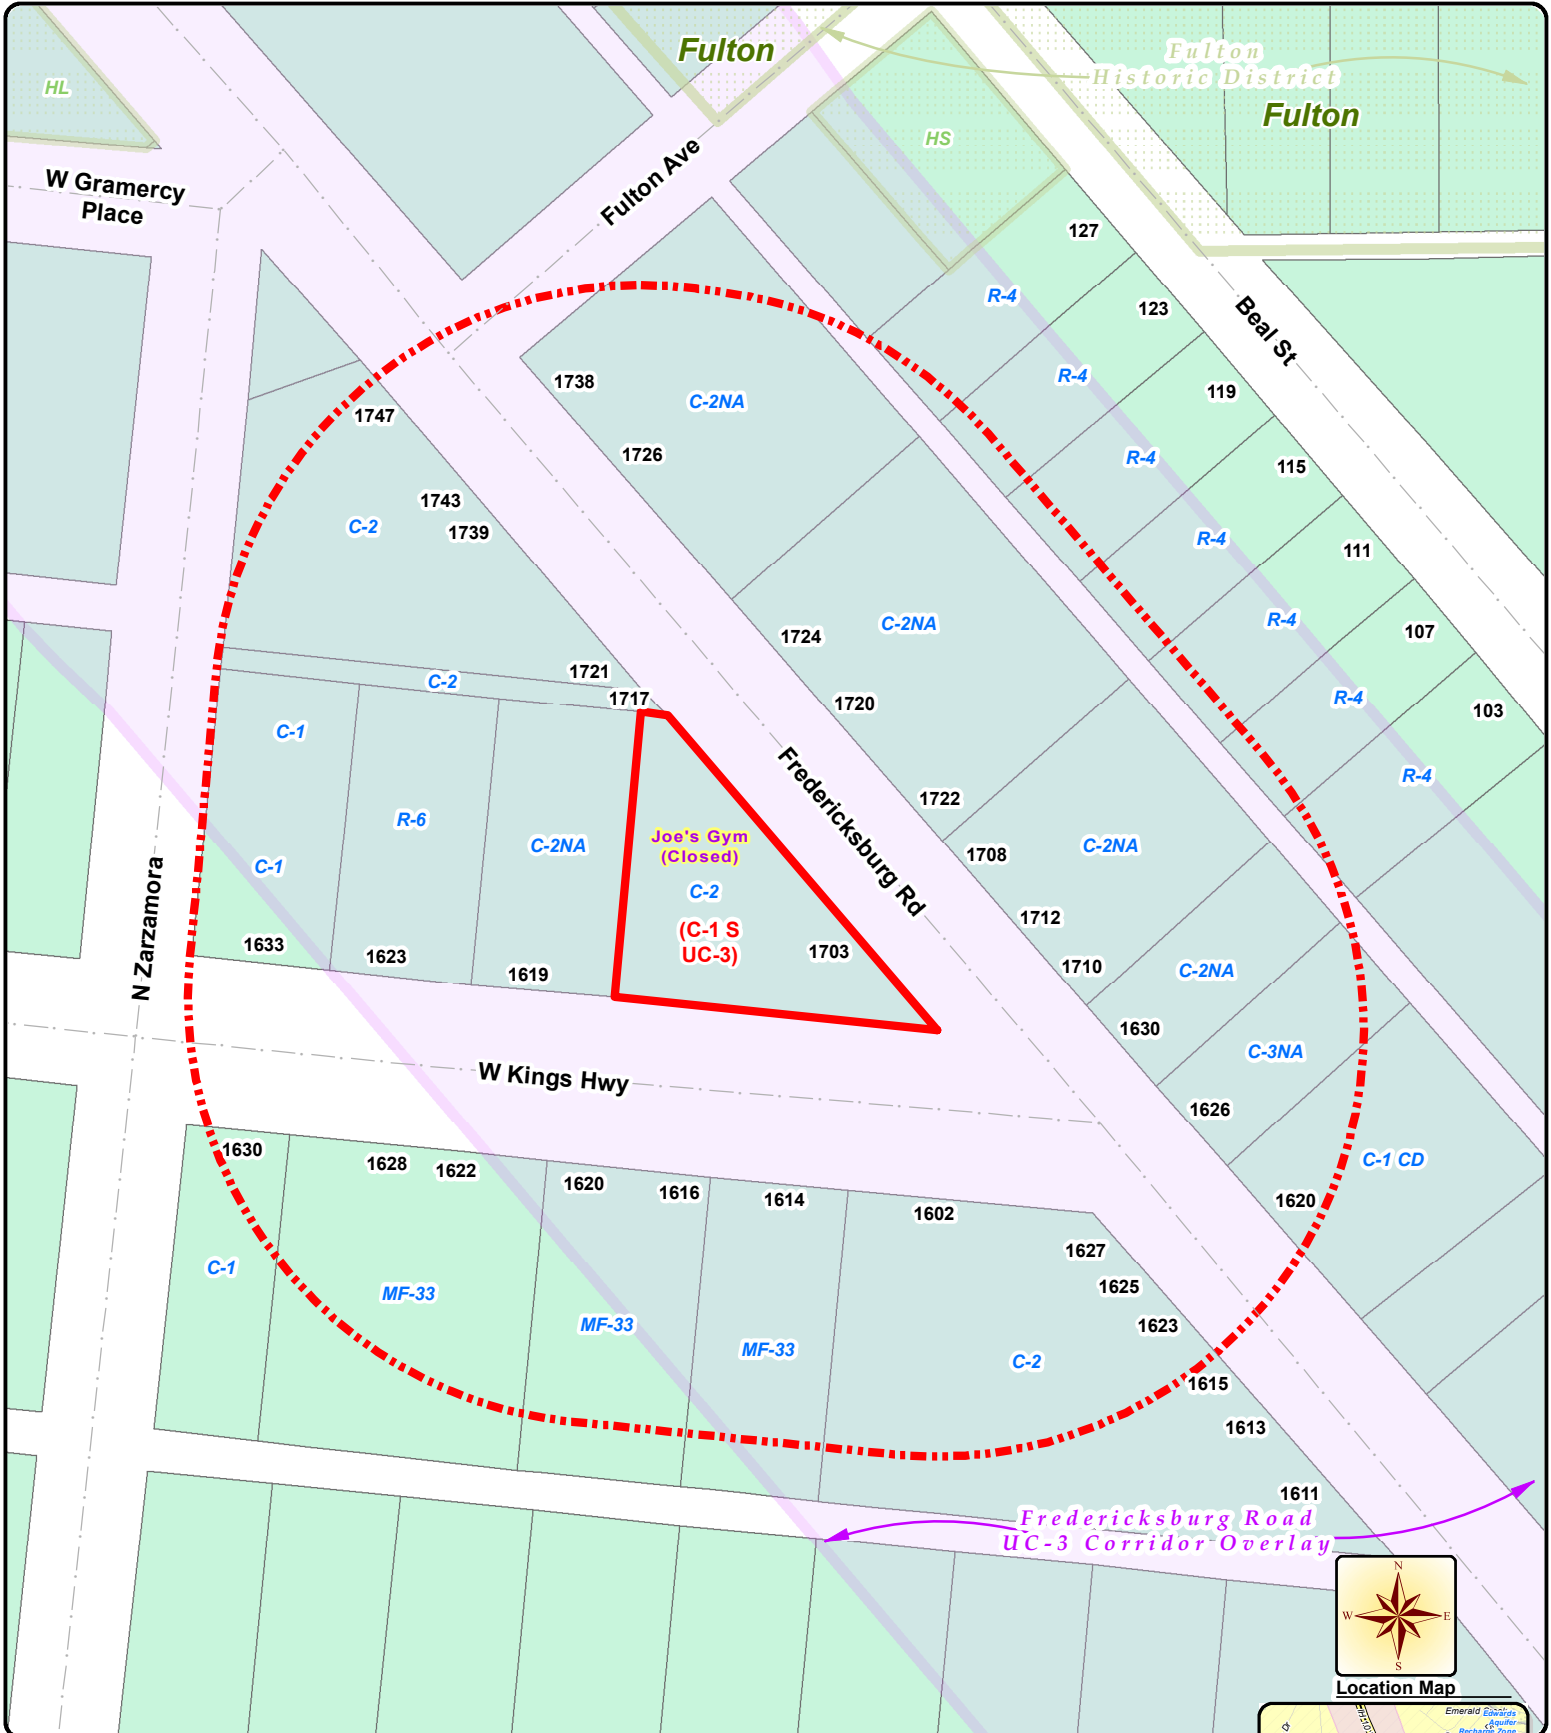 Fulton
Fulton
Historic District
Fulton
HL
HS
W Gramercy
Place
Fulton Ave
127
R-4
123
Beal St
R-4
119
1738
C-2NA
1747
1726
R-4
115
1743
C-2
1739
R-4
111
C-2NA
1724
R-4
107
1721
C-2
1717
1720
R-4
103
C-1
Fredericksburg Rd
R-4
1722
R-6
Joe's Gym
(Closed)
C-2NA
C-2NA
1708
C-1
C-2
N Zarzamora
(C-1 S
UC-3)
1712
1633
1623
1619
1703
1710
C-2NA
1630
C-3NA
W Kings Hwy
1626
1630
1628
1622
C-1 CD
1620
1616
1614
1602
1620
1627
C-1
MF-33
1625
MF-33
1623
MF-33
C-2
1615
1613
1611
Fredericksburg Road
UC-3 Corridor Overlay
N
W
E
S
Location Map
Edwards
Aquifer
Recharge Zone